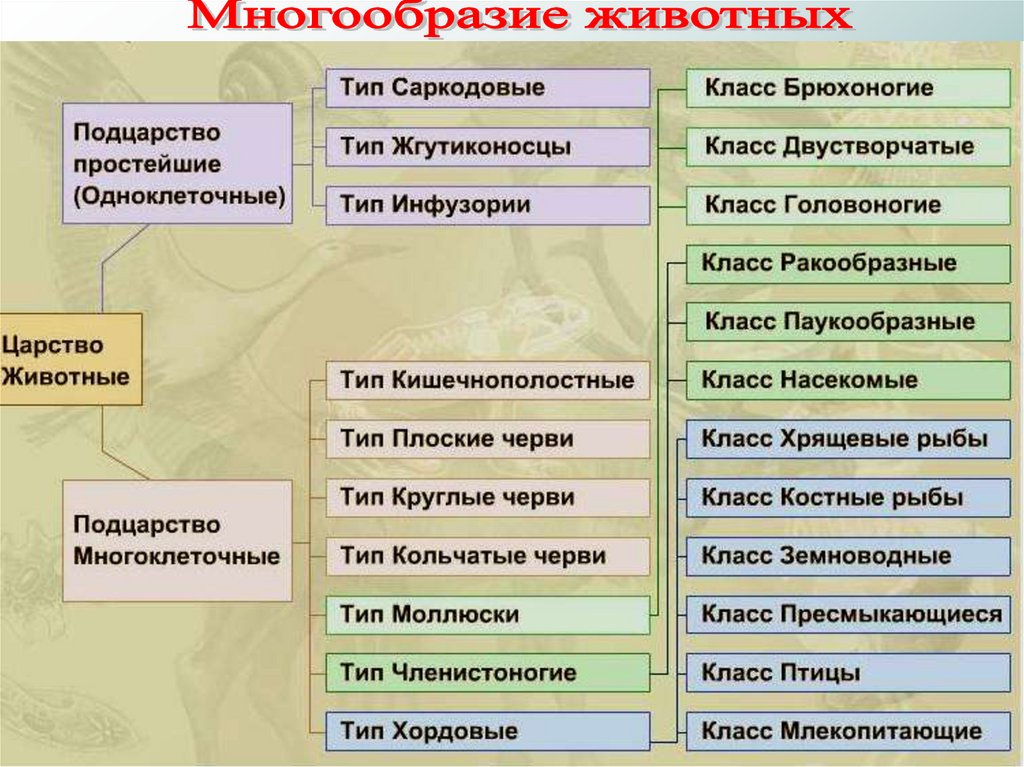 Многообразие животных
Царство
Животные
Подцарство
простейшие
(Одноклеточные)
Тип Саркодовые
Тип Жгутиконосцы
Тип Инфузории
Подцарство
Многоклеточные
Тип Кишечнополостные
Тип Плоские черви
Тип Круглые черви
Тип Кольчатые черви
Тип Моллюски
Тип Членистоногие
Тип Хордовые
Класс Брюхоногие
Класс Двустворчатые
Класс Головоногие
Класс Ракообразные
Класс Паукообразные
Класс Насекомые
Класс Хрящевые рыбы
Класс Костные рыбы
Класс Земноводные
Класс Пресмыкающиеся
Класс Птицы
Класс Млекопитающие